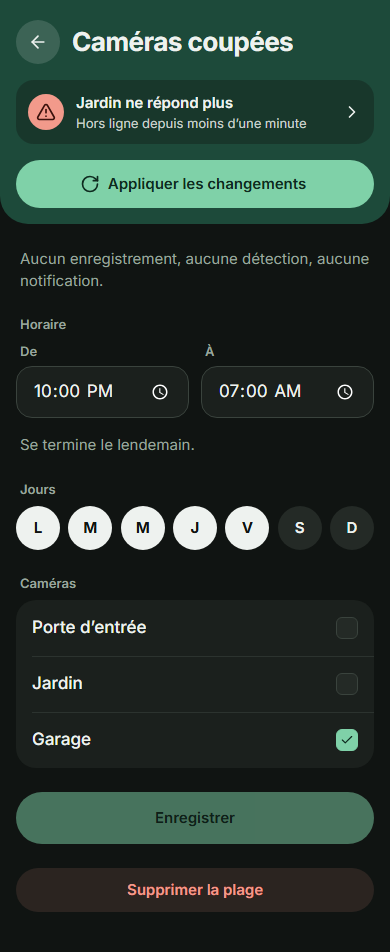 Caméras coupées
Jardin ne répond plus
Hors ligne depuis moins d’une minute
Appliquer les changements
Aucun enregistrement, aucune détection, aucune
notification.
Horaire
De À
10:00 PM 07:00 AM
Se termine le lendemain.
Jours
L M M J V S D
Caméras
Porte d’entrée
Jardin
Garage
Enregistrer
Supprimer la plage